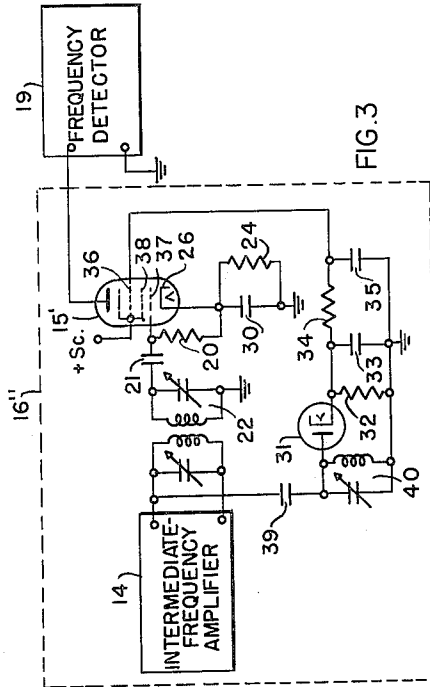 16"
14
INTERMEDIATE-
FREQUENCY
AMPLIFIER
39
40
31
32
33
34
35
22
21
20
30
24
+Sc.
15'
36
38
37
26
19
FREQUENCY
DETECTOR
FIG.3